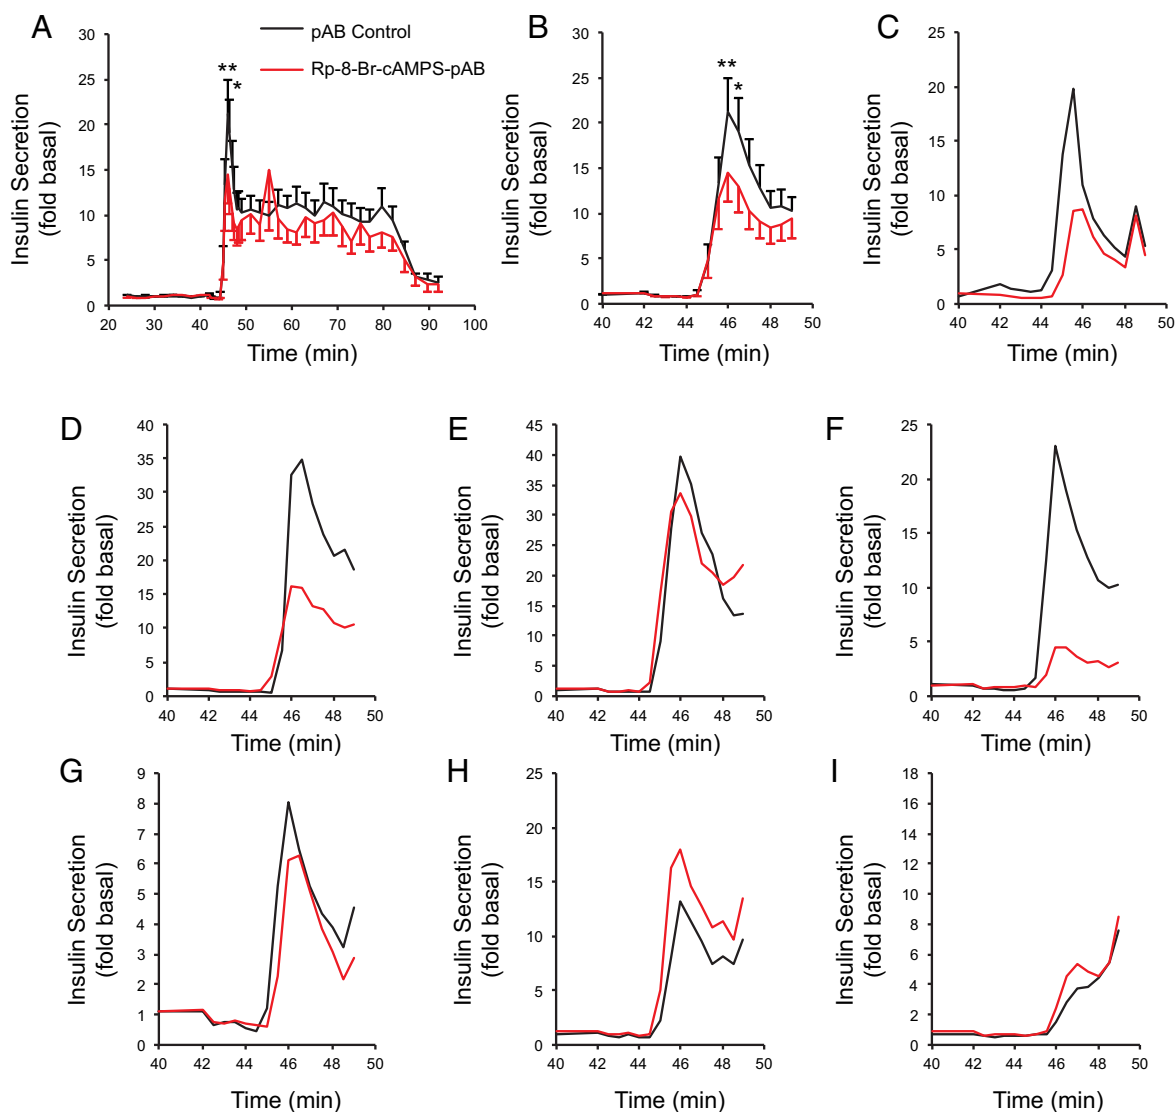 A
pAB Control
Rp-8-Br-cAMPS-pAB
**
*
Insulin Secretion
(fold basal)
30
25
20
15
10
5
0
20 30 40 50 60 70 80 90 100
Time (min)
B
**
*
Insulin Secretion
(fold basal)
30
25
20
15
10
5
0
40 42 44 46 48 50
Time (min)
C
Insulin Secretion
(fold basal)
25
20
15
10
5
0
40 42 44 46 48 50
Time (min)
D
Insulin Secretion
(fold basal)
40
35
30
25
20
15
10
5
0
40 42 44 46 48 50
Time (min)
E
Insulin Secretion
(fold basal)
45
40
35
30
25
20
15
10
5
0
40 42 44 46 48 50
Time (min)
F
Insulin Secretion
(fold basal)
25
20
15
10
5
0
40 42 44 46 48 50
Time (min)
G
Insulin Secretion
(fold basal)
9
8
7
6
5
4
3
2
1
0
40 42 44 46 48 50
Time (min)
H
Insulin Secretion
(fold basal)
25
20
15
10
5
0
40 42 44 46 48 50
Time (min)
I
Insulin Secretion
(fold basal)
18
16
14
12
10
8
6
4
2
0
40 42 44 46 48 50
Time (min)